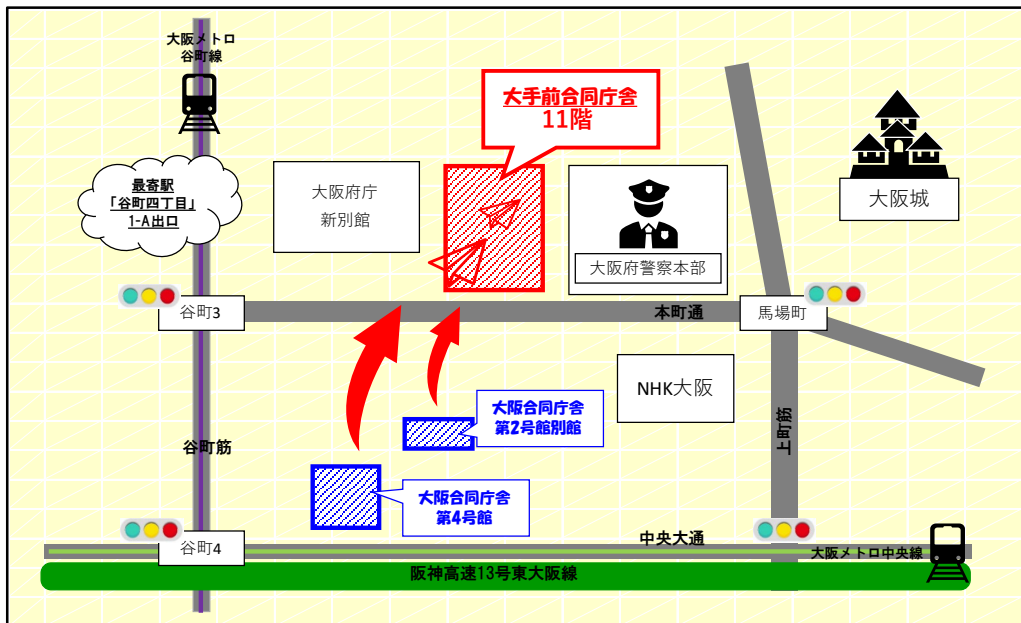 大阪メトロ
谷町線
大手前合同庁舎
11階
最寄駅
「谷町四丁目」
1-A出口
大阪府庁
新別館
大阪府警察本部
大阪城
谷町3
本町通
馬場町
NHK大阪
大阪合同庁舎
第2号館別館
谷町筋
上町筋
大阪合同庁舎
第4号館
谷町4
中央大通
大阪メトロ中央線
阪神高速13号東大阪線